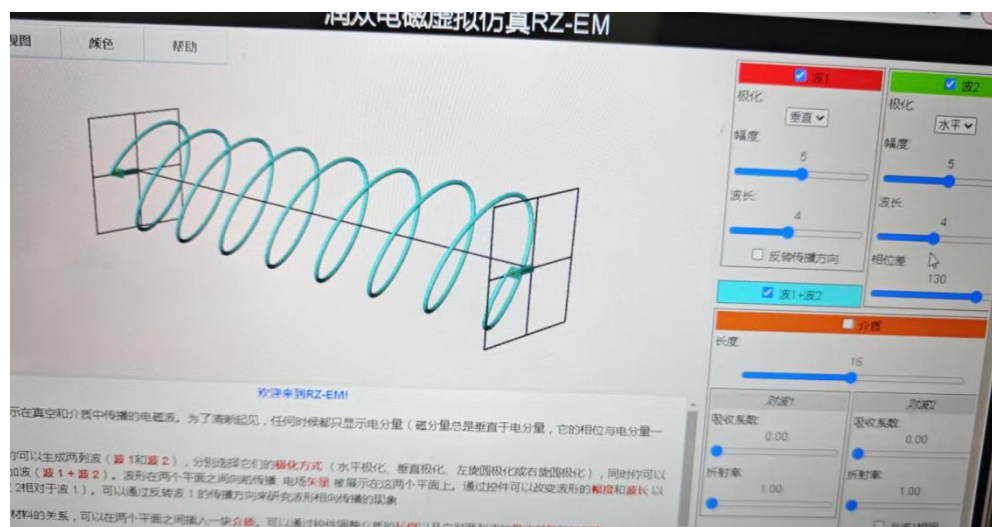 润众电磁虚拟仿真RZ-EM
视图 颜色 帮助
波1 波2
极化: 极化:
垂直 水平
幅度: 幅度:
5 5
波长: 波长:
4 4
反转传播方向 相位差:
130
波1+波2
介质
长度:
16
对波1 对波2
吸收系数: 吸收系数:
0.00 0.00
折射率: 折射率:
1.00 1.00
欢迎来到RZ-EM!
示在真空和介质中传播的电磁波。为了清晰起见，任何时候都只显示电分量（磁分量总是垂直于电分量，它的相位与电分量一
你可以生成两列波（波1和波2），分别选择它们的极化方式（水平极化、垂直极化、左旋圆极化或右旋圆极化），同时你可以
加波（波1+波2）。波形在两个平面之间向前传播 电场矢量 被展示在这两个平面上。通过控件可以改变波形的幅度和波长 以
2相对于波1）。可以通过反转波1的传播方向来研究波形相向传播的现象
材料的关系，可以在两个平面之间插入一块介质。可以通过控件调整介质的长度以及